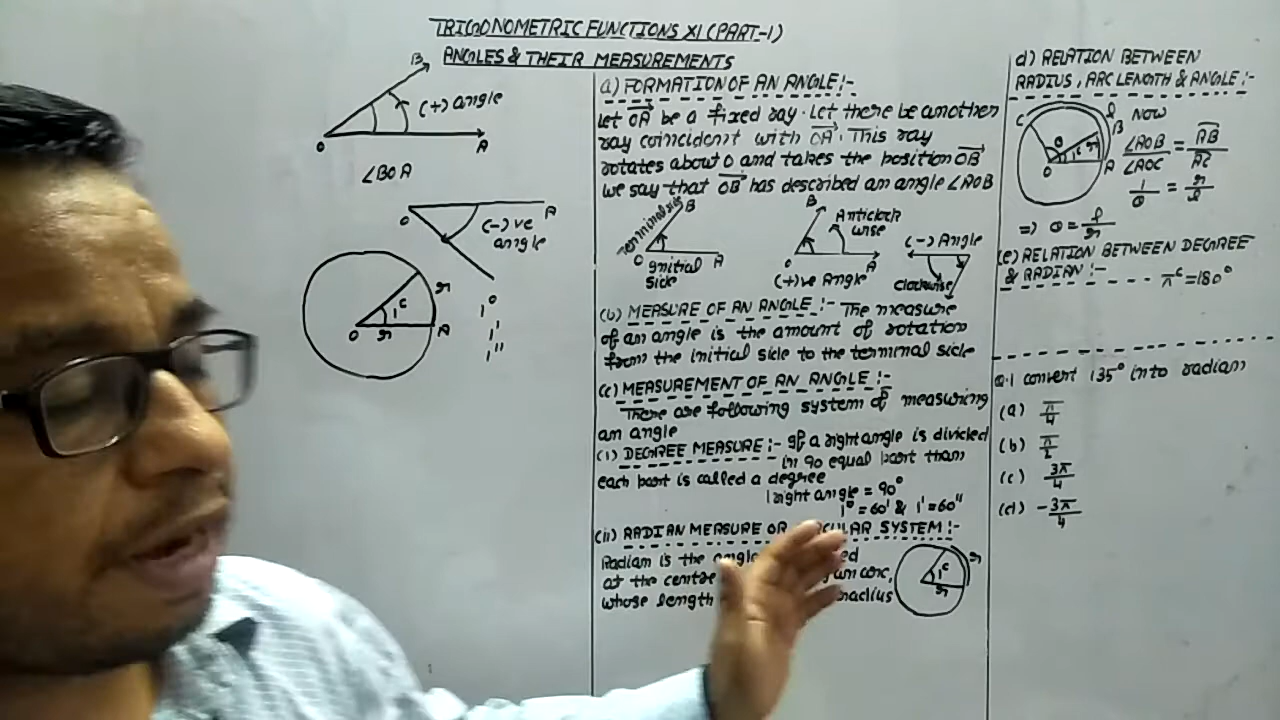 TRIGONOMETRIC FUNCTIONS XI (PART-1)
ANGLES & THEIR MEASUREMENTS
B
(+) angle
O
A
∠BOA
O
A
(-)ve
angle
1°
1'
1"
r
1ᶜ
O
r
A
a) FORMATION OF AN ANGLE :-
Let OA be a fixed ray. Let there be another
ray coincident with OA. This ray
rotates about O and takes the position OB
we say that OB has described an angle ∠AOB
Terminal side
B
O
A
Initial
side
B
Anticlock
wise
O
A
(+)ve Angle
(-) Angle
Clockwise
(b) MEASURE OF AN ANGLE :- The measure
of an angle is the amount of rotation
from the initial side to the terminal side
(c) MEASUREMENT OF AN ANGLE :-
There are following system of measuring
an angle
(i) DEGREE MEASURE :- If a right angle is divided
in 90 equal part than
each part is called a degree
1 right angle = 90°
1° = 60' & 1' = 60"
(ii) RADIAN MEASURE OR SYSTEM :-
Radian is the
at the centre arc,
whose length radius
1ᶜ
r
r
d) RELATION BETWEEN
RADIUS, ARC LENGTH & ANGLE :-
C
l
B
θ
1ᶜ
r
O
A
NOW
∠AOB/∠AOC = AB/AC
1/θ = r/l
=> θ = l/r
(e) RELATION BETWEEN DEGREE
& RADIAN :- πᶜ = 180°
Q.1 convert 135° into radian
(a) π/4
(b) π/2
(c) 3π/4
(d) -3π/4